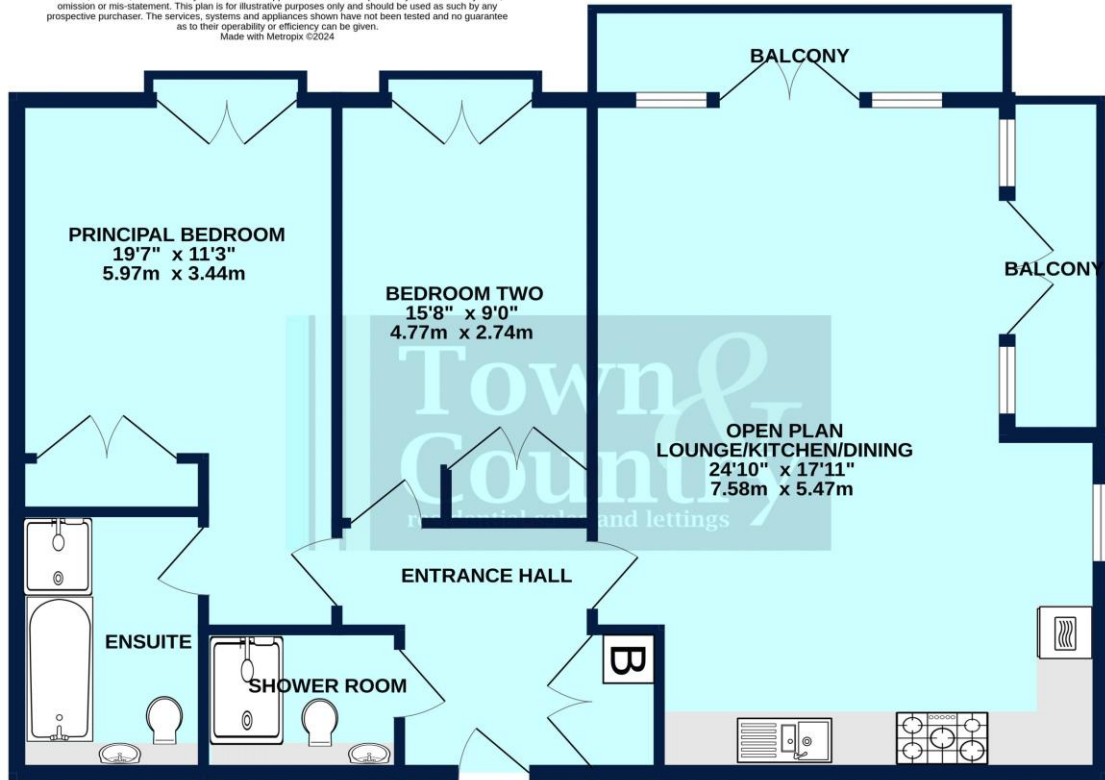 omission or mis-statement. This plan is for illustrative purposes only and should be used as such by any
prospective purchaser. The services, systems and appliances shown have not been tested and no guarantee
as to their operability or efficiency can be given.
Made with Metropix ©2024
BALCONY
PRINCIPAL BEDROOM
19'7" x 11'3"
5.97m x 3.44m
BEDROOM TWO
15'8" x 9'0"
4.77m x 2.74m
BALCONY
Town &
Country
residential sales and lettings
OPEN PLAN
LOUNGE/KITCHEN/DINING
24'10" x 17'11"
7.58m x 5.47m
ENTRANCE HALL
ENSUITE
SHOWER ROOM
B